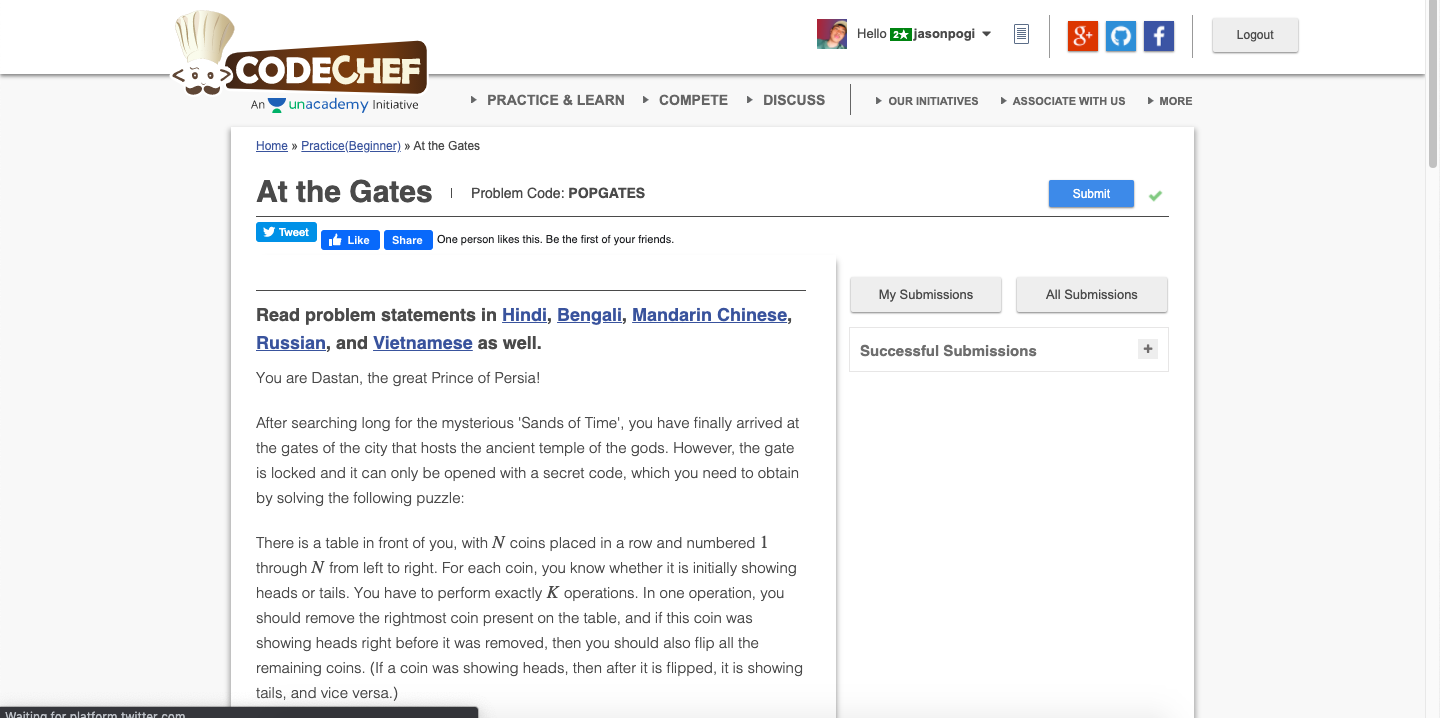 Hello 2★ jasonpogi
Logout
CODECHEF
An unacademy Initiative
PRACTICE & LEARN COMPETE DISCUSS OUR INITIATIVES ASSOCIATE WITH US MORE
Home » Practice(Beginner) » At the Gates
At the Gates Problem Code: POPGATES Submit
Tweet Like Share One person likes this. Be the first of your friends.
My Submissions All Submissions
Successful Submissions +
Read problem statements in Hindi, Bengali, Mandarin Chinese,
Russian, and Vietnamese as well.
You are Dastan, the great Prince of Persia!
After searching long for the mysterious 'Sands of Time', you have finally arrived at
the gates of the city that hosts the ancient temple of the gods. However, the gate
is locked and it can only be opened with a secret code, which you need to obtain
by solving the following puzzle:
There is a table in front of you, with N coins placed in a row and numbered 1
through N from left to right. For each coin, you know whether it is initially showing
heads or tails. You have to perform exactly K operations. In one operation, you
should remove the rightmost coin present on the table, and if this coin was
showing heads right before it was removed, then you should also flip all the
remaining coins. (If a coin was showing heads, then after it is flipped, it is showing
tails, and vice versa.)
Waiting for platform.twitter.com